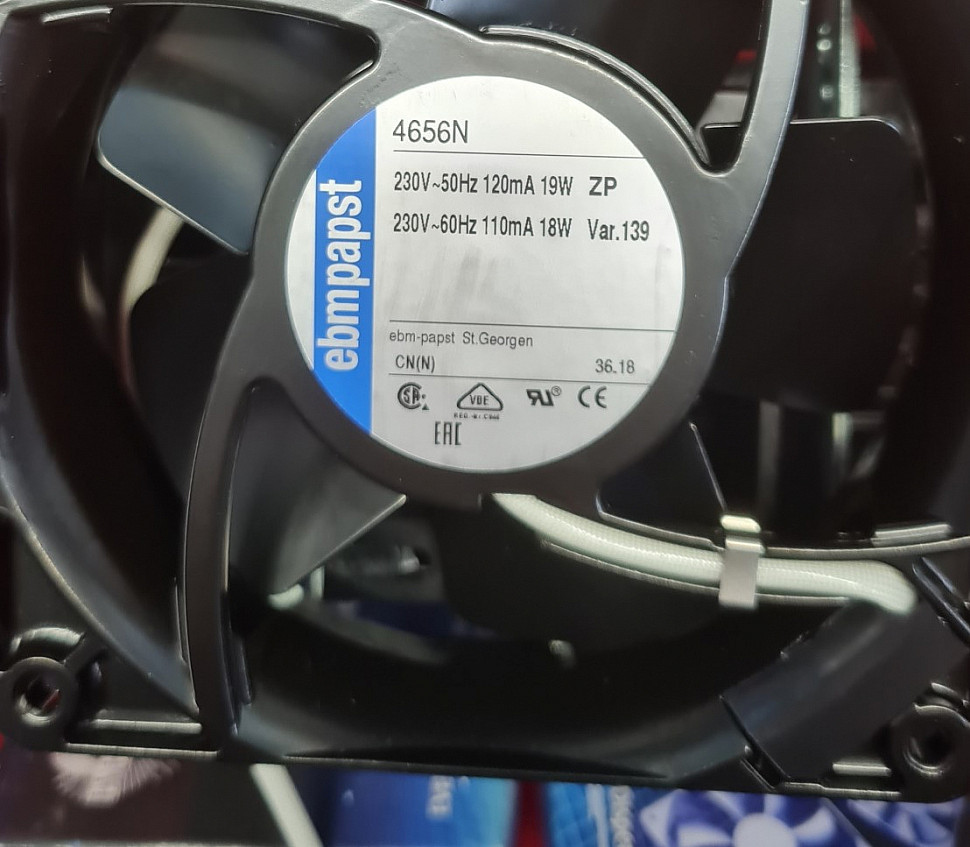 4656N
230V~50Hz 120mA 19W ZP
230V~60Hz 110mA 18W Var.139
ebmpapst
ebm-papst St.Georgen
CN(N) 36.18
VDE
CE
EAC